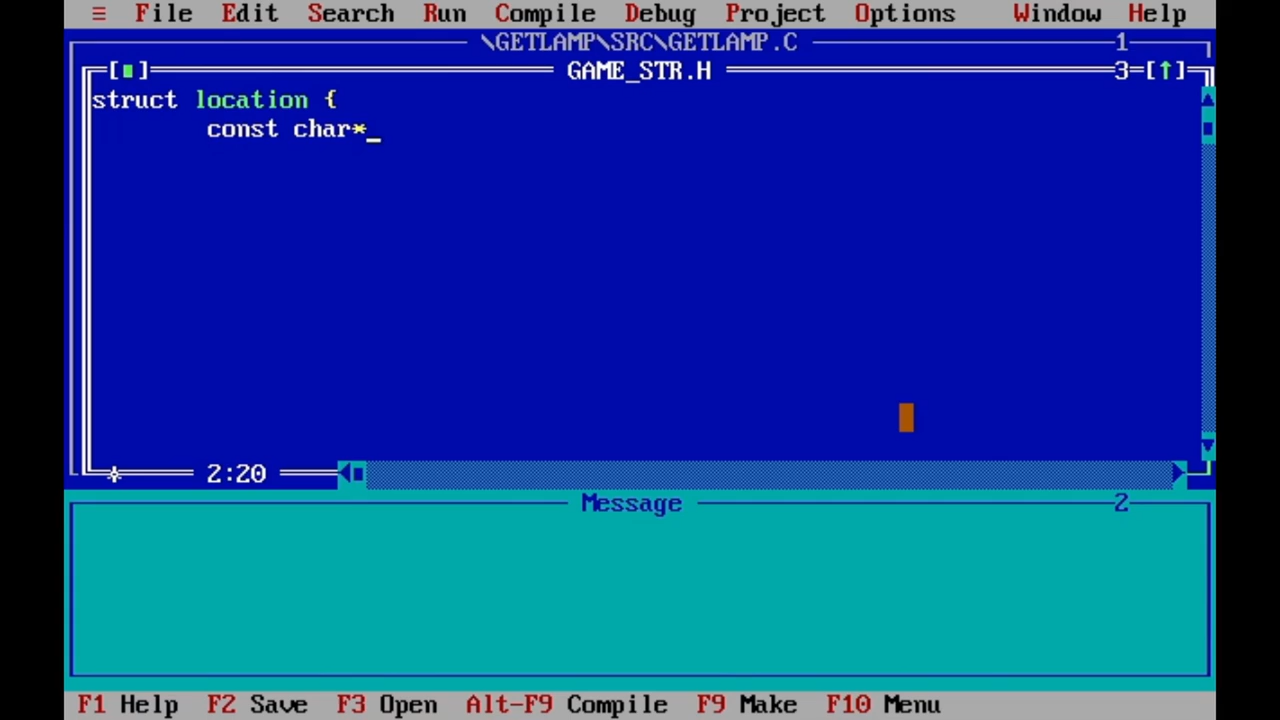 ≡ File Edit Search Run Compile Debug Project Options Window Help
\GETLAMP\SRC\GETLAMP.C 1
[■] GAME_STR.H 3=[↑]
struct location {
const char*_
2:20
Message 2
F1 Help F2 Save F3 Open Alt-F9 Compile F9 Make F10 Menu